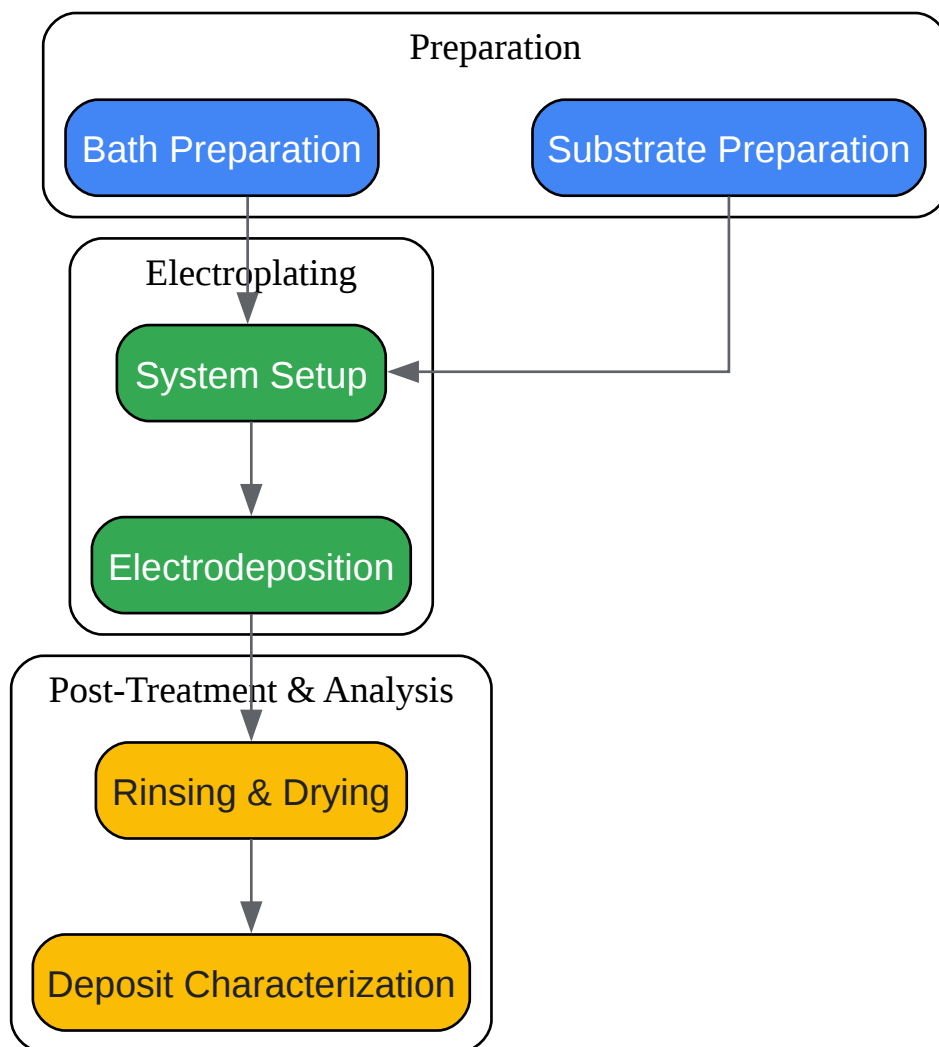 Preparation
Bath Preparation
Substrate Preparation
Electroplating
System Setup
Electrodeposition
Post-Treatment & Analysis
Rinsing & Drying
Deposit Characterization